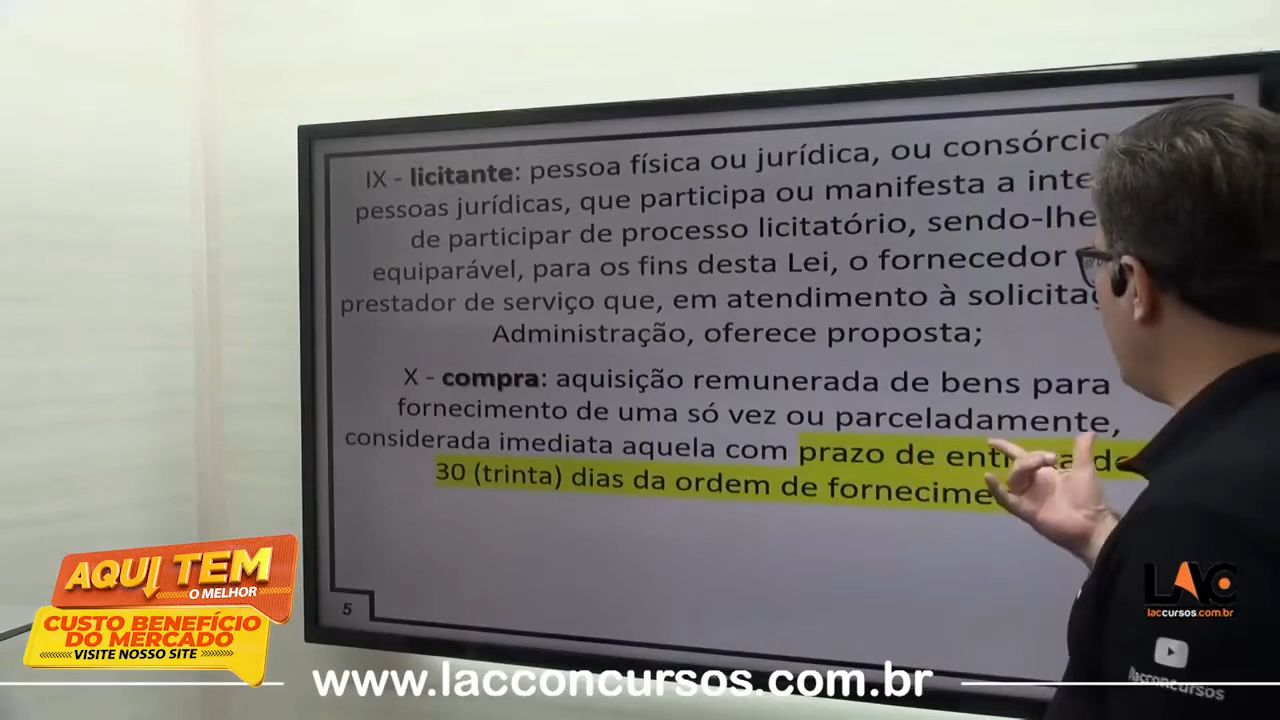 IX - licitante: pessoa física ou jurídica, ou consórcio
pessoas jurídicas, que participa ou manifesta a
de participar de processo licitatório, sendo-lhe
equiparável, para os fins desta Lei, o fornecedor
prestador de serviço que, em atendimento à
Administração, oferece proposta;
X - compra: aquisição remunerada de bens para
fornecimento de uma só vez ou parceladamente,
considerada imediata aquela com prazo de
30 (trinta) dias da ordem de
5
AQUI TEM
O MELHOR
CUSTO BENEFÍCIO
DO MERCADO
VISITE NOSSO SITE
www.lacconcursos.com.br
LAC
laccursos.com.br
lacconcursos